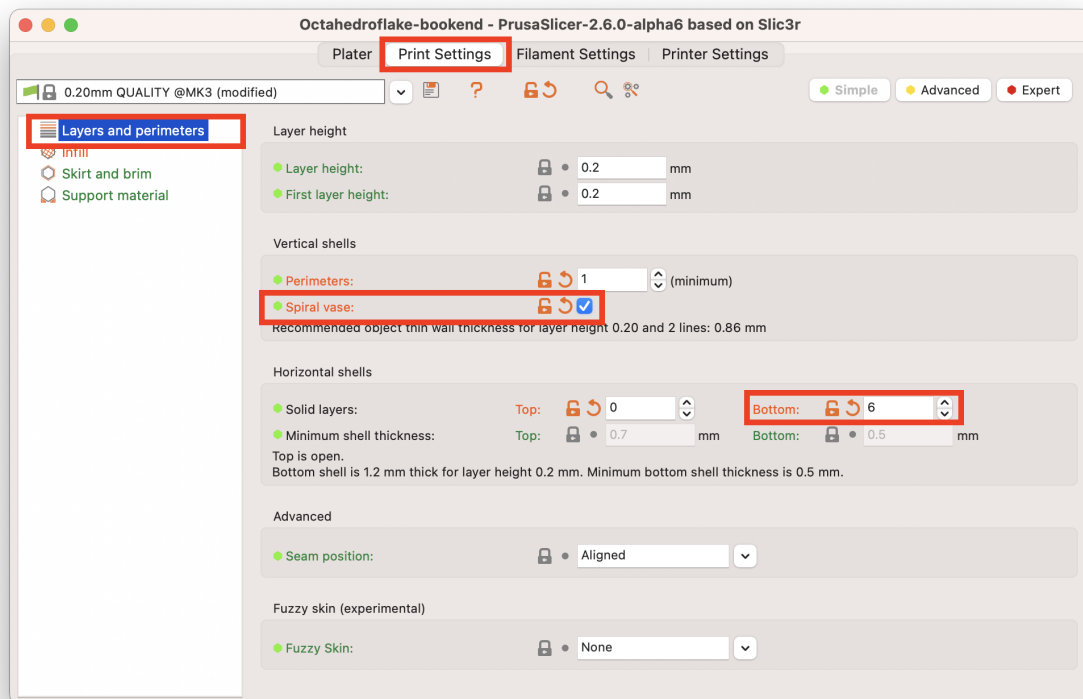 Octahedroflake-bookend - PrusaSlicer-2.6.0-alpha6 based on Slic3r
Plater Print Settings Filament Settings Printer Settings
0.20mm QUALITY @MK3 (modified) ? Simple Advanced Expert
Layers and perimeters
Infill
Skirt and brim
Support material
Layer height
Layer height: 0.2 mm
First layer height: 0.2 mm
Vertical shells
Perimeters: 1 (minimum)
Spiral vase:
Recommended object thin wall thickness for layer height 0.20 and 2 lines: 0.86 mm
Horizontal shells
Solid layers: Top: 0 Bottom: 6
Minimum shell thickness: Top: 0.7 mm Bottom: 0.5 mm
Top is open.
Bottom shell is 1.2 mm thick for layer height 0.2 mm. Minimum bottom shell thickness is 0.5 mm.
Advanced
Seam position: Aligned
Fuzzy skin (experimental)
Fuzzy Skin: None